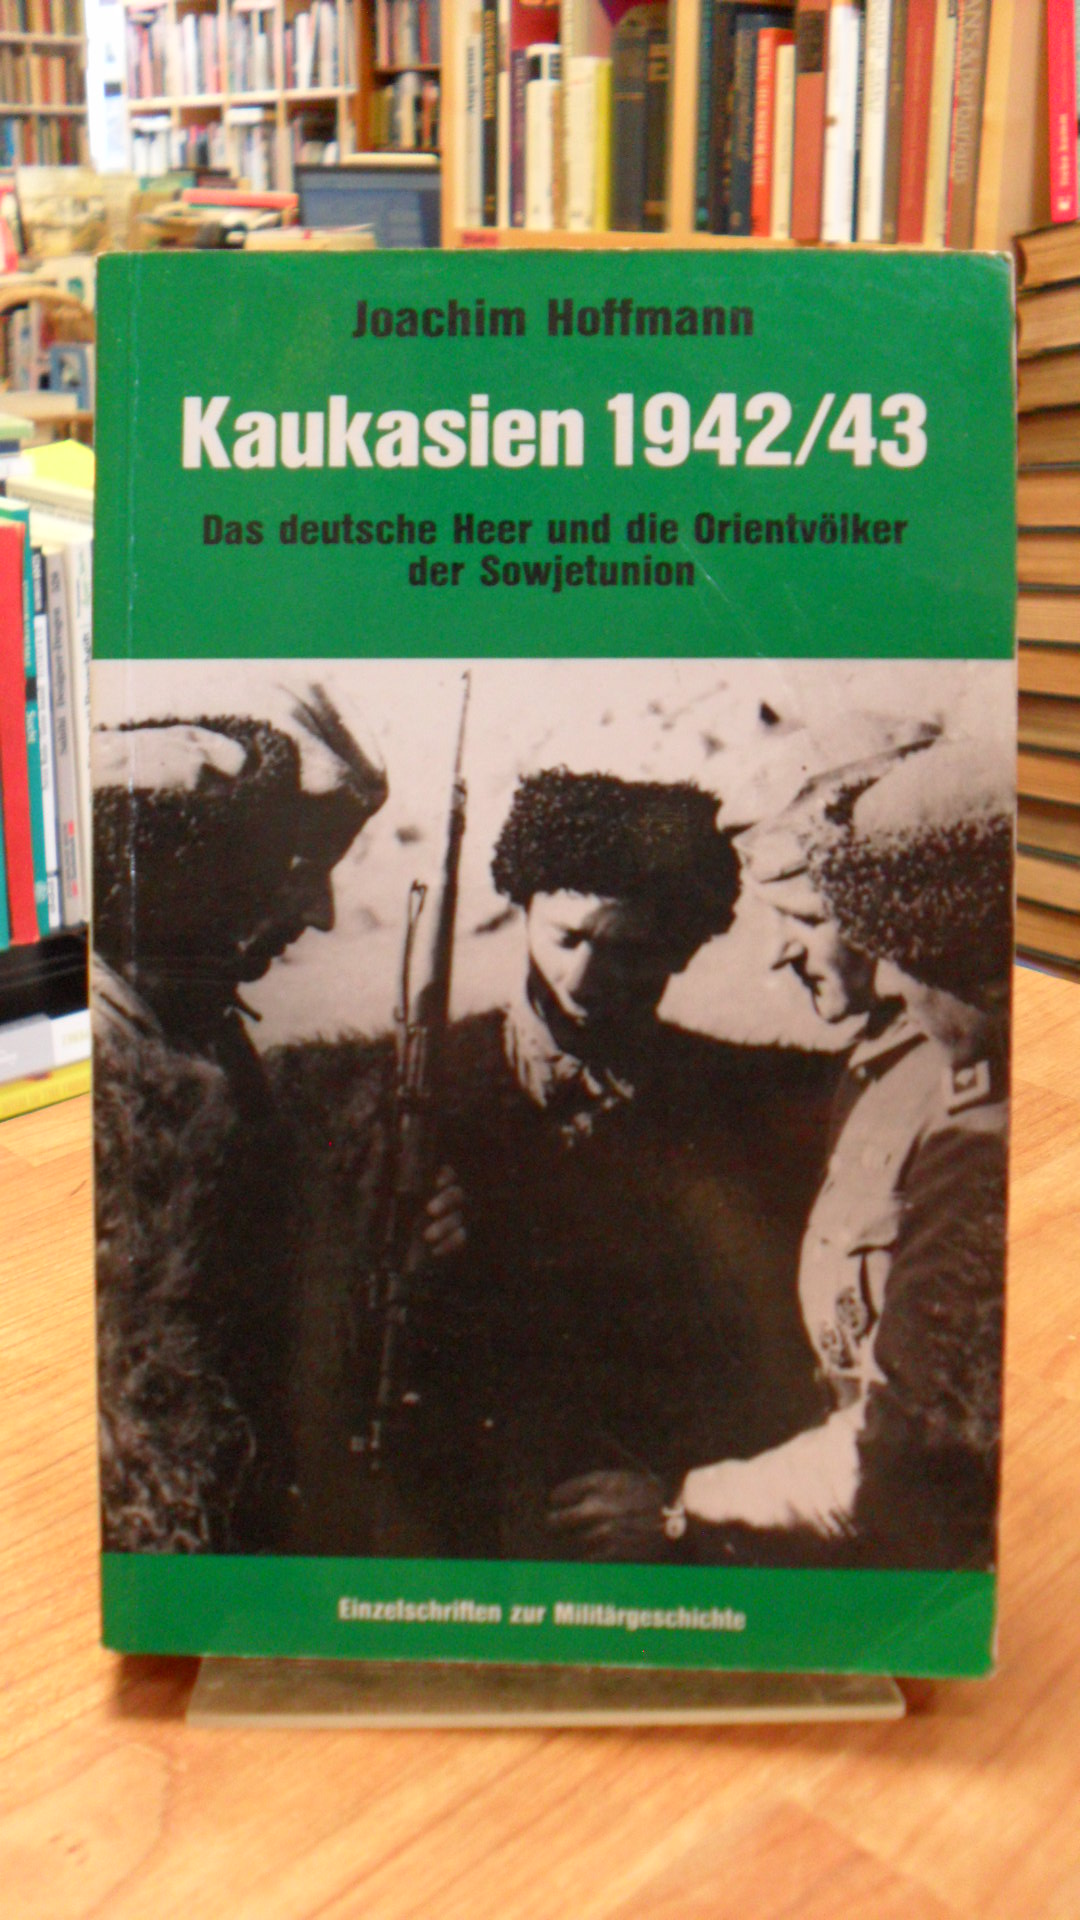 Joachim Hoffmann
Kaukasien 1942/43
Das deutsche Heer und die Orientvölker
der Sowjetunion
Einzelschriften zur Militärgeschichte